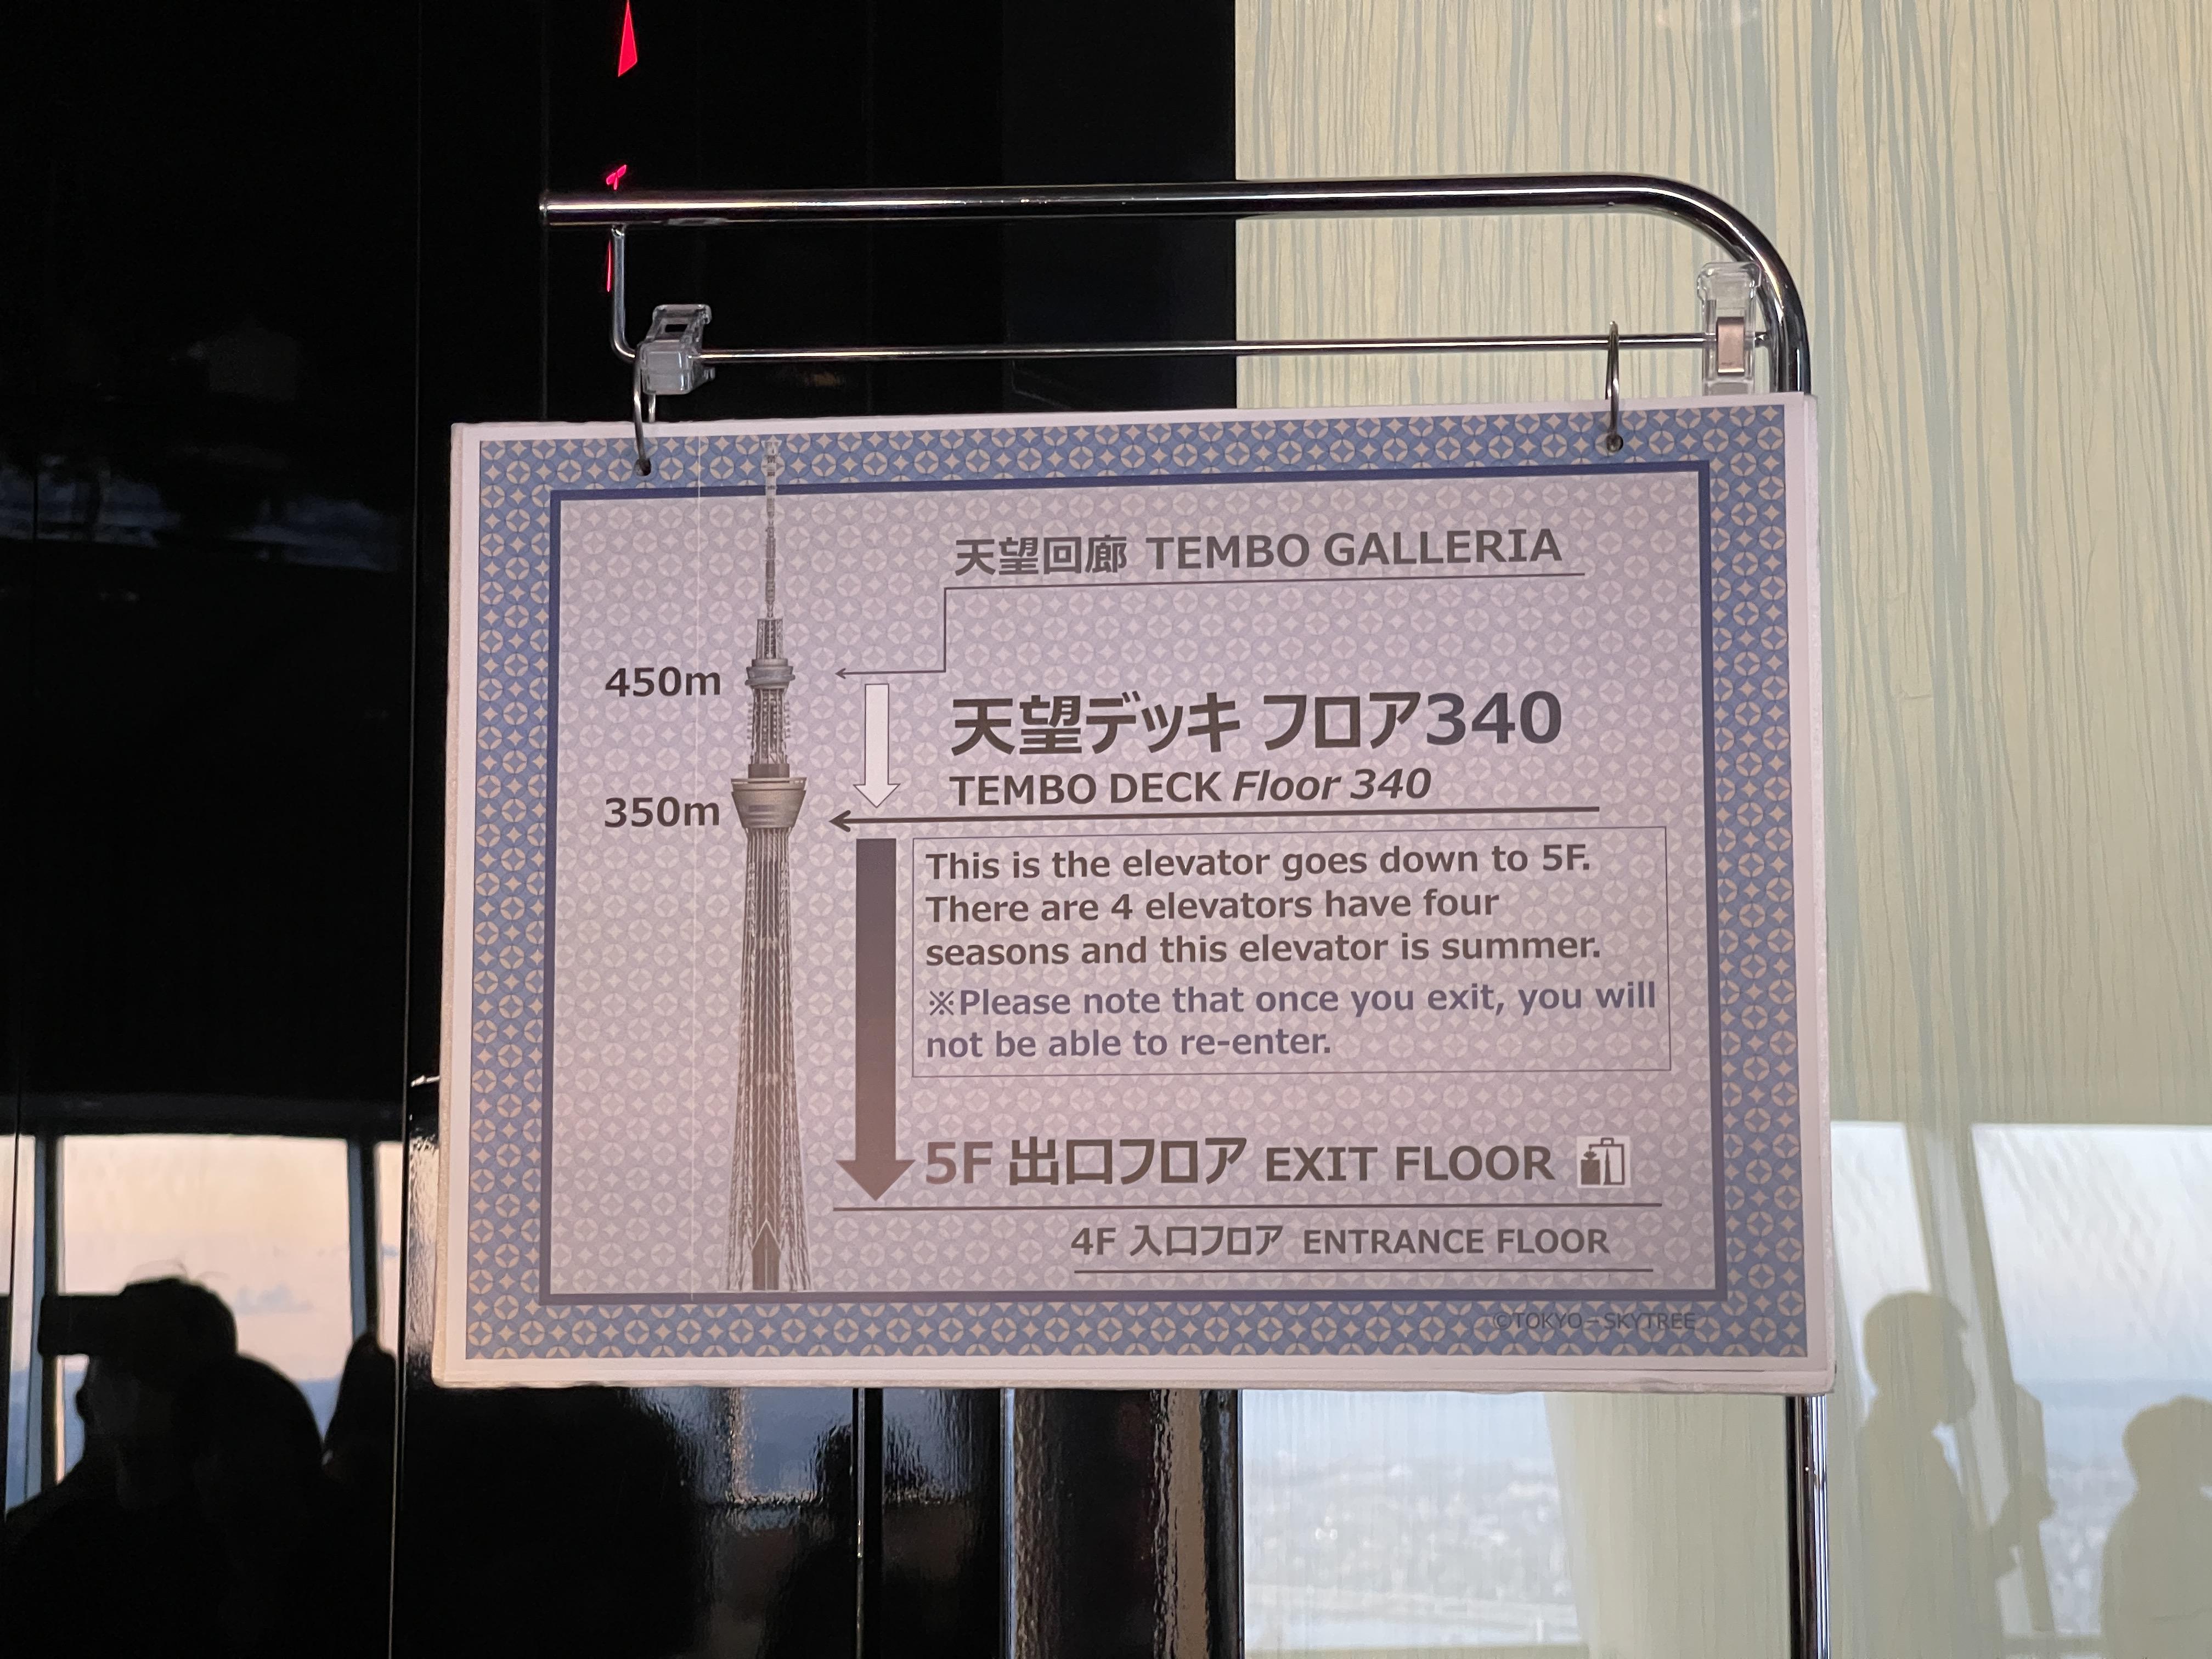 天望回廊 TEMBO GALLERIA
450m
天望デッキ フロア340
TEMBO DECK Floor 340
350m
This is the elevator goes down to 5F.
There are 4 elevators have four
seasons and this elevator is summer.
※Please note that once you exit, you will
not be able to re-enter.
5F 出口フロア EXIT FLOOR
4F 入口フロア ENTRANCE FLOOR
©TOKYO-SKYTREE